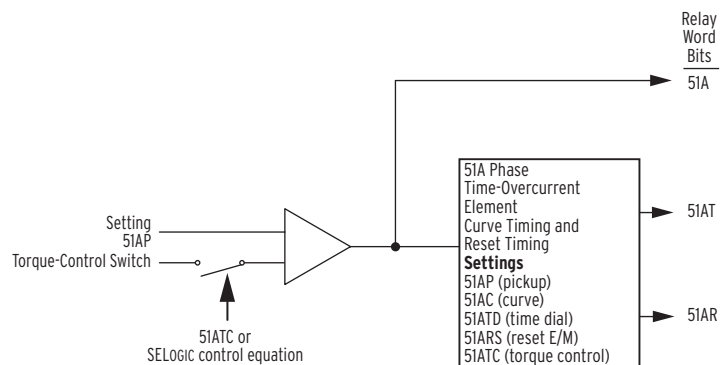 Relay
Word
Bits
51A
51A Phase
Time-Overcurrent
Element
Curve Timing and
Reset Timing
Settings
51AP (pickup)
51AC (curve)
51ATD (time dial)
51ARS (reset E/M)
51ATC (torque control)
51AT
51AR
Setting
51AP
Torque-Control Switch
51ATC or
SELOGIC control equation